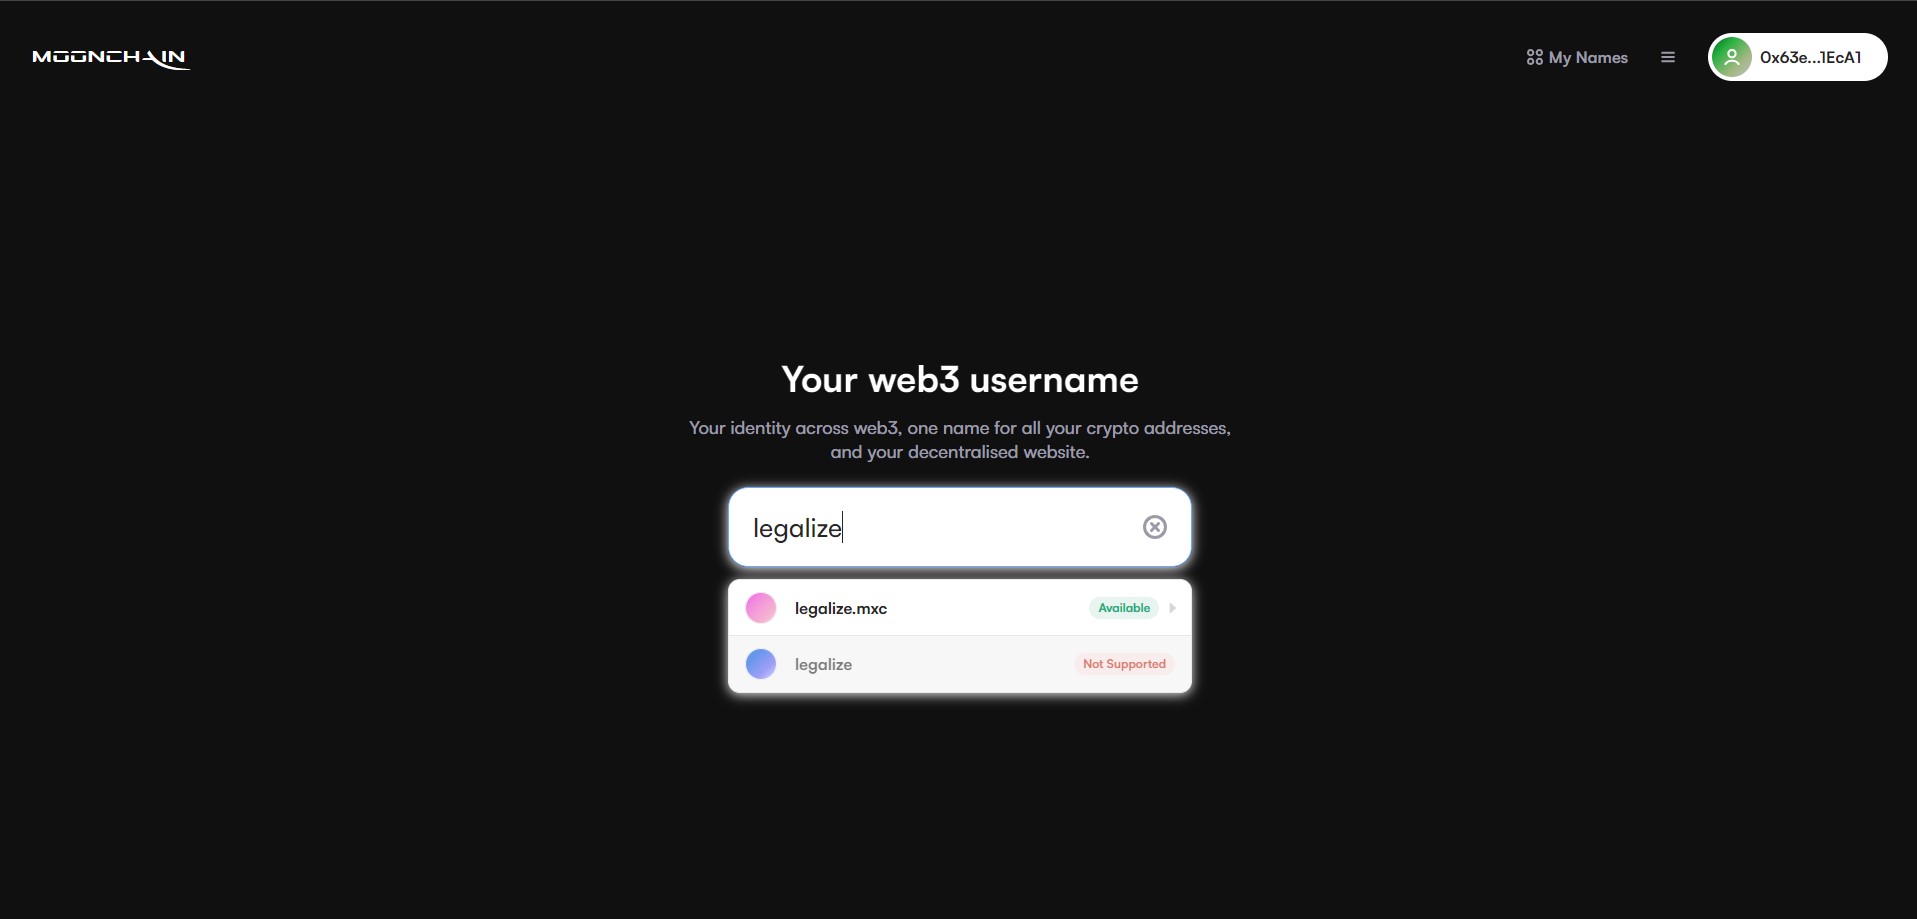 MOONCHAIN
My Names
0x63e...1EcA1
Your web3 username
Your identity across web3, one name for all your crypto addresses,
and your decentralised website.
legalize
legalize.mxc Available
legalize Not Supported